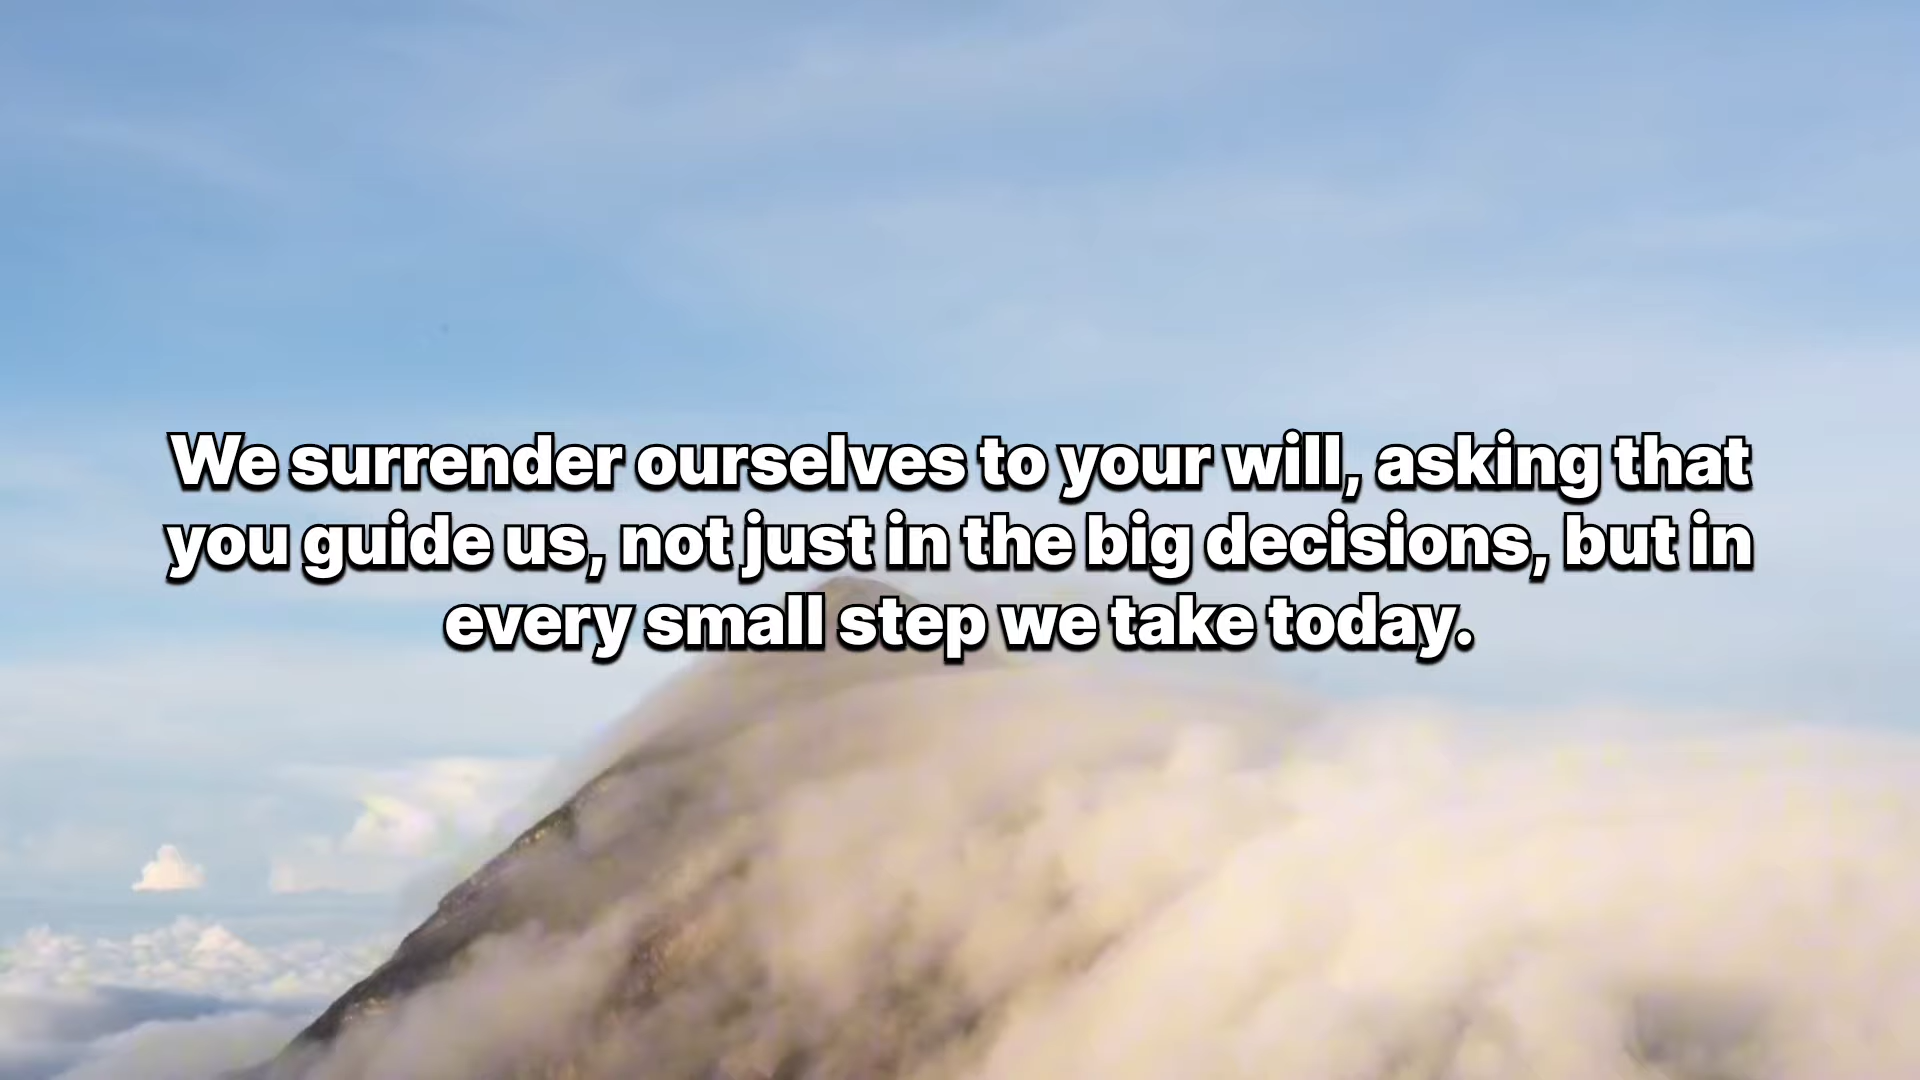 We surrender ourselves to your will, asking that
you guide us, not just in the big decisions, but in
every small step we take today.